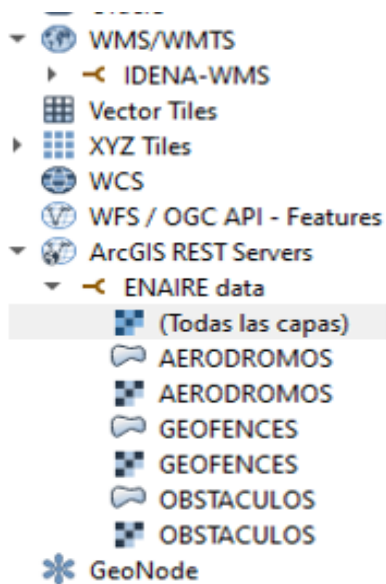 WMS/WMTS
IDENA-WMS
Vector Tiles
XYZ Tiles
WCS
WFS / OGC API - Features
ArcGIS REST Servers
ENAIRE data
(Todas las capas)
AERODROMOS
AERODROMOS
GEOFENCES
GEOFENCES
OBSTACULOS
OBSTACULOS
GeoNode